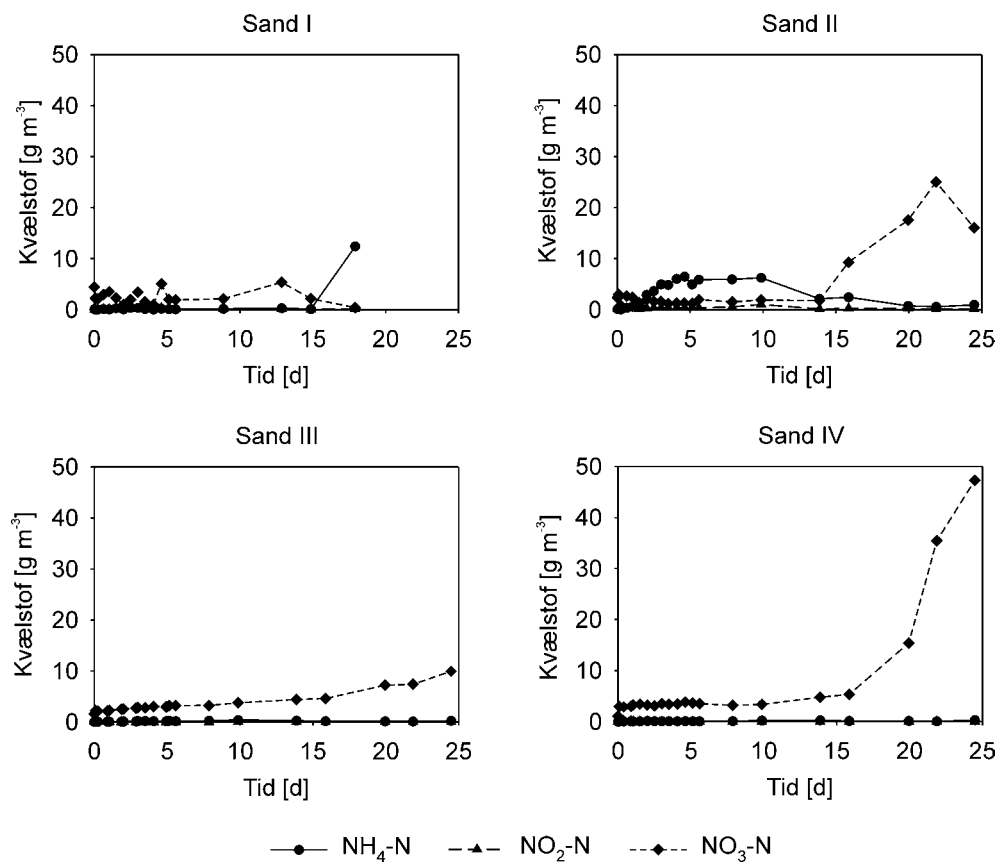 Sand I
50
40
30
20
10
0
Kvælstof [g m⁻³]
0 5 10 15 20 25
Tid [d]
Sand II
50
40
30
20
10
0
Kvælstof [g m⁻³]
0 5 10 15 20 25
Tid [d]
Sand III
50
40
30
20
10
0
Kvælstof [g m⁻³]
0 5 10 15 20 25
Tid [d]
Sand IV
50
40
30
20
10
0
Kvælstof [g m⁻³]
0 5 10 15 20 25
Tid [d]
NH₄-N NO₂-N NO₃-N